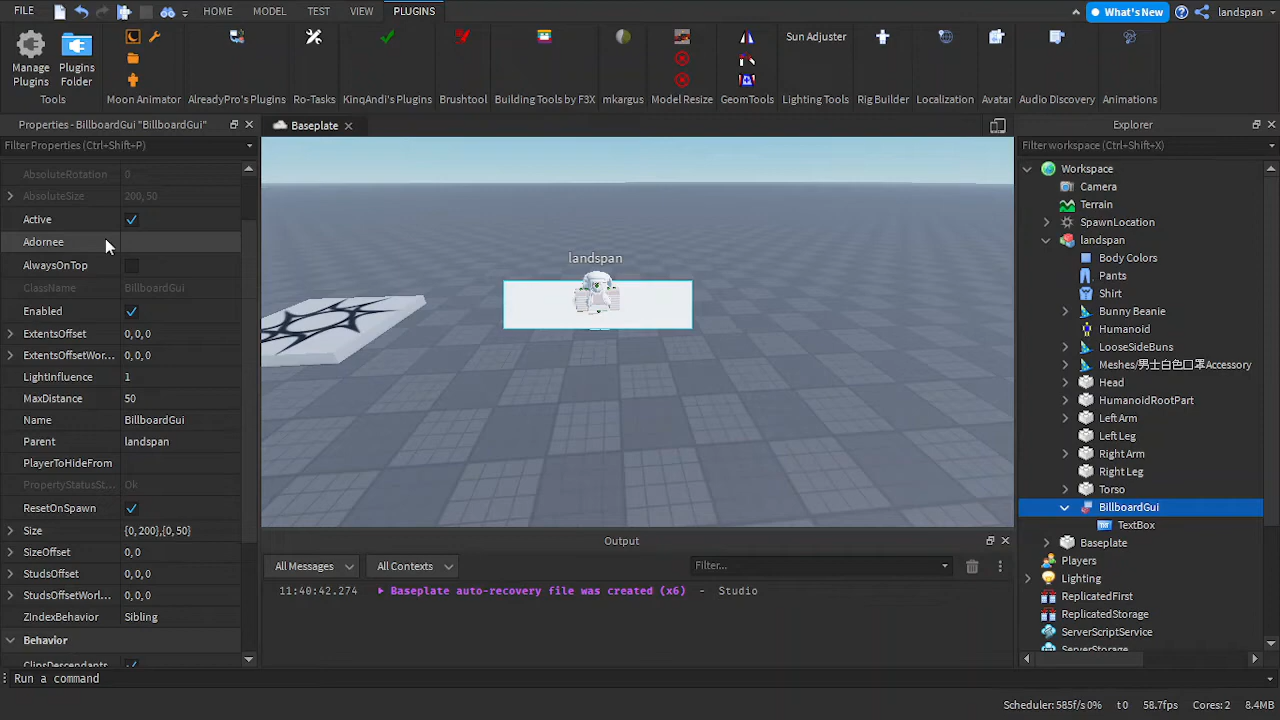 FILE HOME MODEL TEST VIEW PLUGINS What's New landspan
Sun Adjuster
Manage Plugins
Plugins Folder
Tools Moon Animator AlreadyPro's Plugins Ro-Tasks KinqAndi's Plugins Brushtool Building Tools by F3X mkargus Model Resize GeomTools Lighting Tools Rig Builder Localization Avatar Audio Discovery Animations
Properties - BillboardGui "BillboardGui"
Filter Properties (Ctrl+Shift+P)
AbsoluteRotation 0
AbsoluteSize 200, 50
Active
Adornee
AlwaysOnTop
ClassName BillboardGui
Enabled
ExtentsOffset 0,0,0
ExtentsOffsetWor... 0,0,0
LightInfluence 1
MaxDistance 50
Name BillboardGui
Parent landspan
PlayerToHideFrom
PropertyStatusSt... Ok
ResetOnSpawn
Size {0,200},{0,50}
SizeOffset 0,0
StudsOffset 0,0,0
StudsOffsetWorl... 0,0,0
ZIndexBehavior Sibling
Behavior
ClipsDescendants
Baseplate
landspan
Output
All Messages All Contexts Filter...
11:40:42.274 Baseplate auto-recovery file was created (x6) - Studio
Explorer
Filter workspace (Ctrl+Shift+X)
Workspace
Camera
Terrain
SpawnLocation
landspan
Body Colors
Pants
Shirt
Bunny Beanie
Humanoid
LooseSideBuns
Meshes/男士白色口罩Accessory
Head
HumanoidRootPart
Left Arm
Left Leg
Right Arm
Right Leg
Torso
BillboardGui
TextBox
Baseplate
Players
Lighting
ReplicatedFirst
ReplicatedStorage
ServerScriptService
ServerStorage
Run a command
Scheduler: 585f/s0% t0 58.7fps Cores: 2 8.4MB